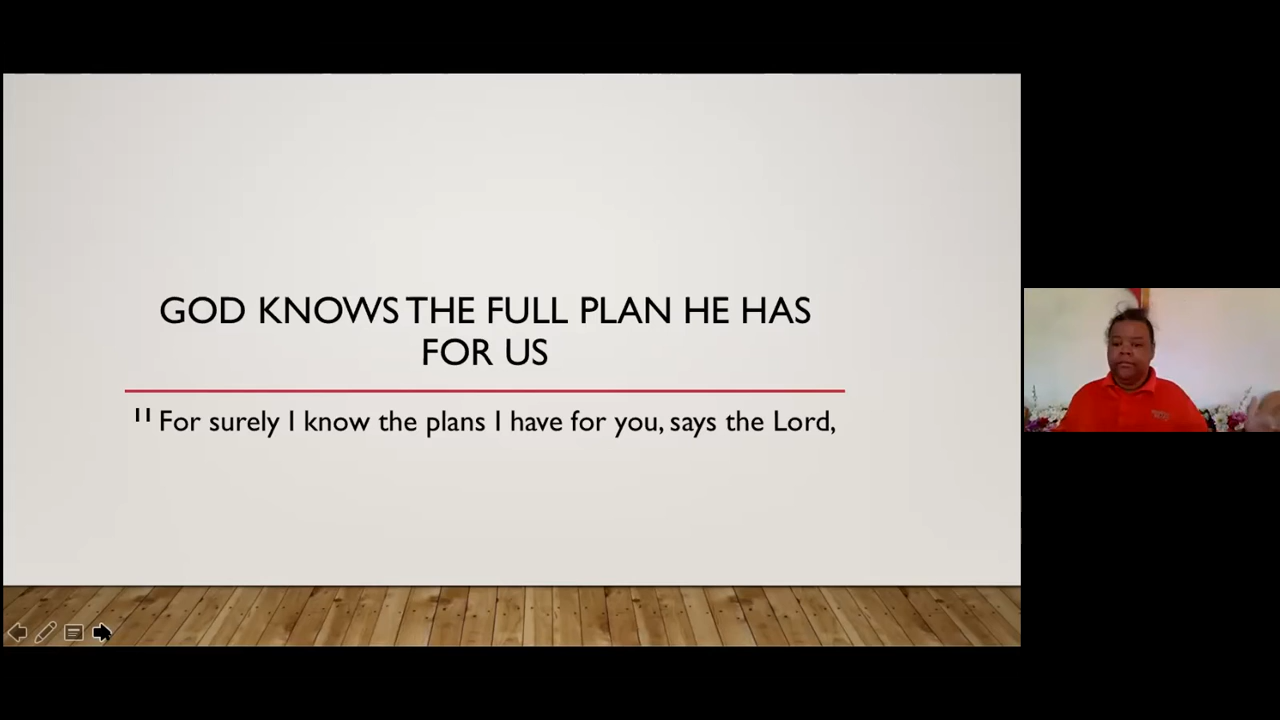 GOD KNOWS THE FULL PLAN HE HAS
FOR US
11 For surely I know the plans I have for you, says the Lord,